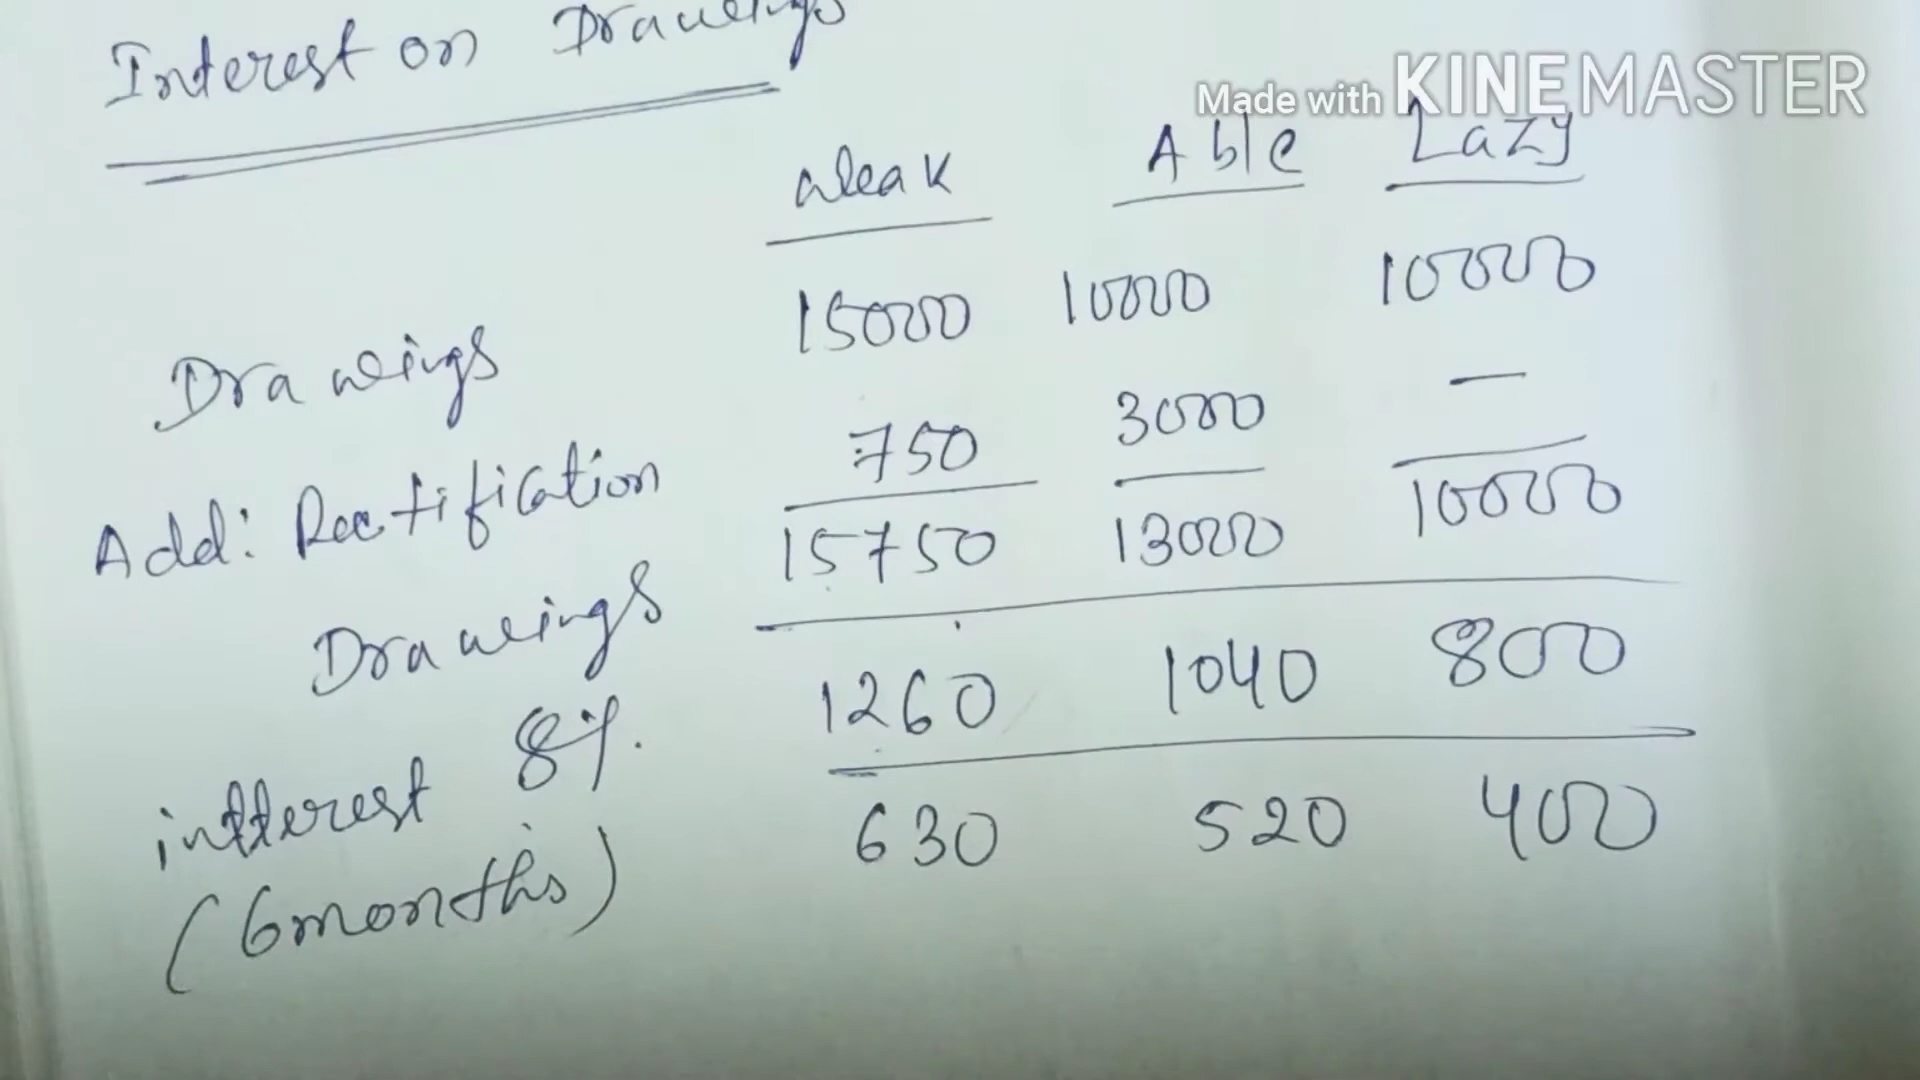 Interest on Drawings
Made with KINEMASTER
Weak Able Lazy
Drawings 15000 10000 10000
Add: Rectification 750 3000 —
Drawings 15750 13000 10000
intterest 8%. 1260 1040 800
(6months) 630 520 400